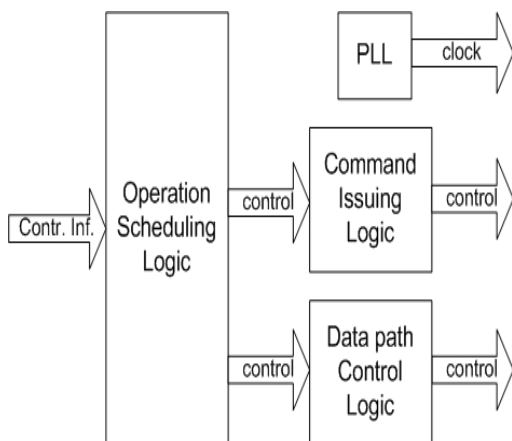 PLL
clock
Contr. Inf.
Operation
Scheduling
Logic
control
Command
Issuing
Logic
control
control
Data path
Control
Logic
control